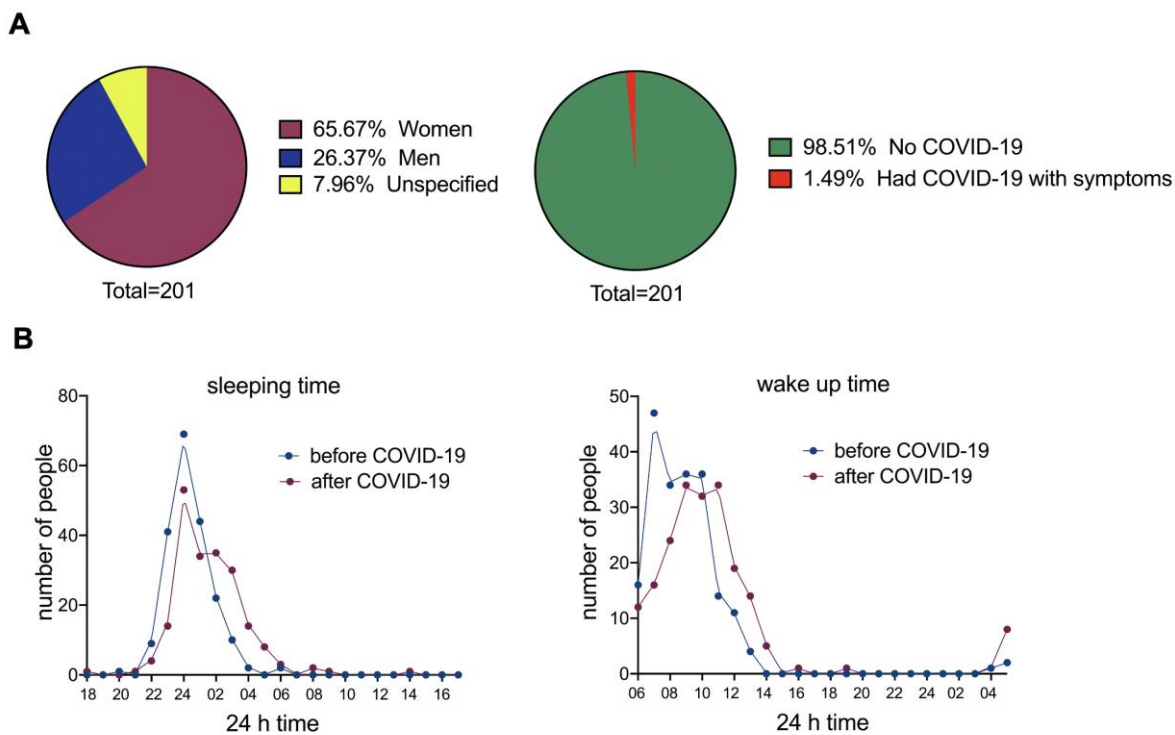 A
65.67% Women
26.37% Men
7.96% Unspecified
Total=201
98.51% No COVID-19
1.49% Had COVID-19 with symptoms
Total=201
B
sleeping time
number of people
80
60
40
20
0
before COVID-19
after COVID-19
18 20 22 24 02 04 06 08 10 12 14 16
24 h time
wake up time
number of people
50
40
30
20
10
0
before COVID-19
after COVID-19
06 08 10 12 14 16 18 20 22 24 02 04
24 h time